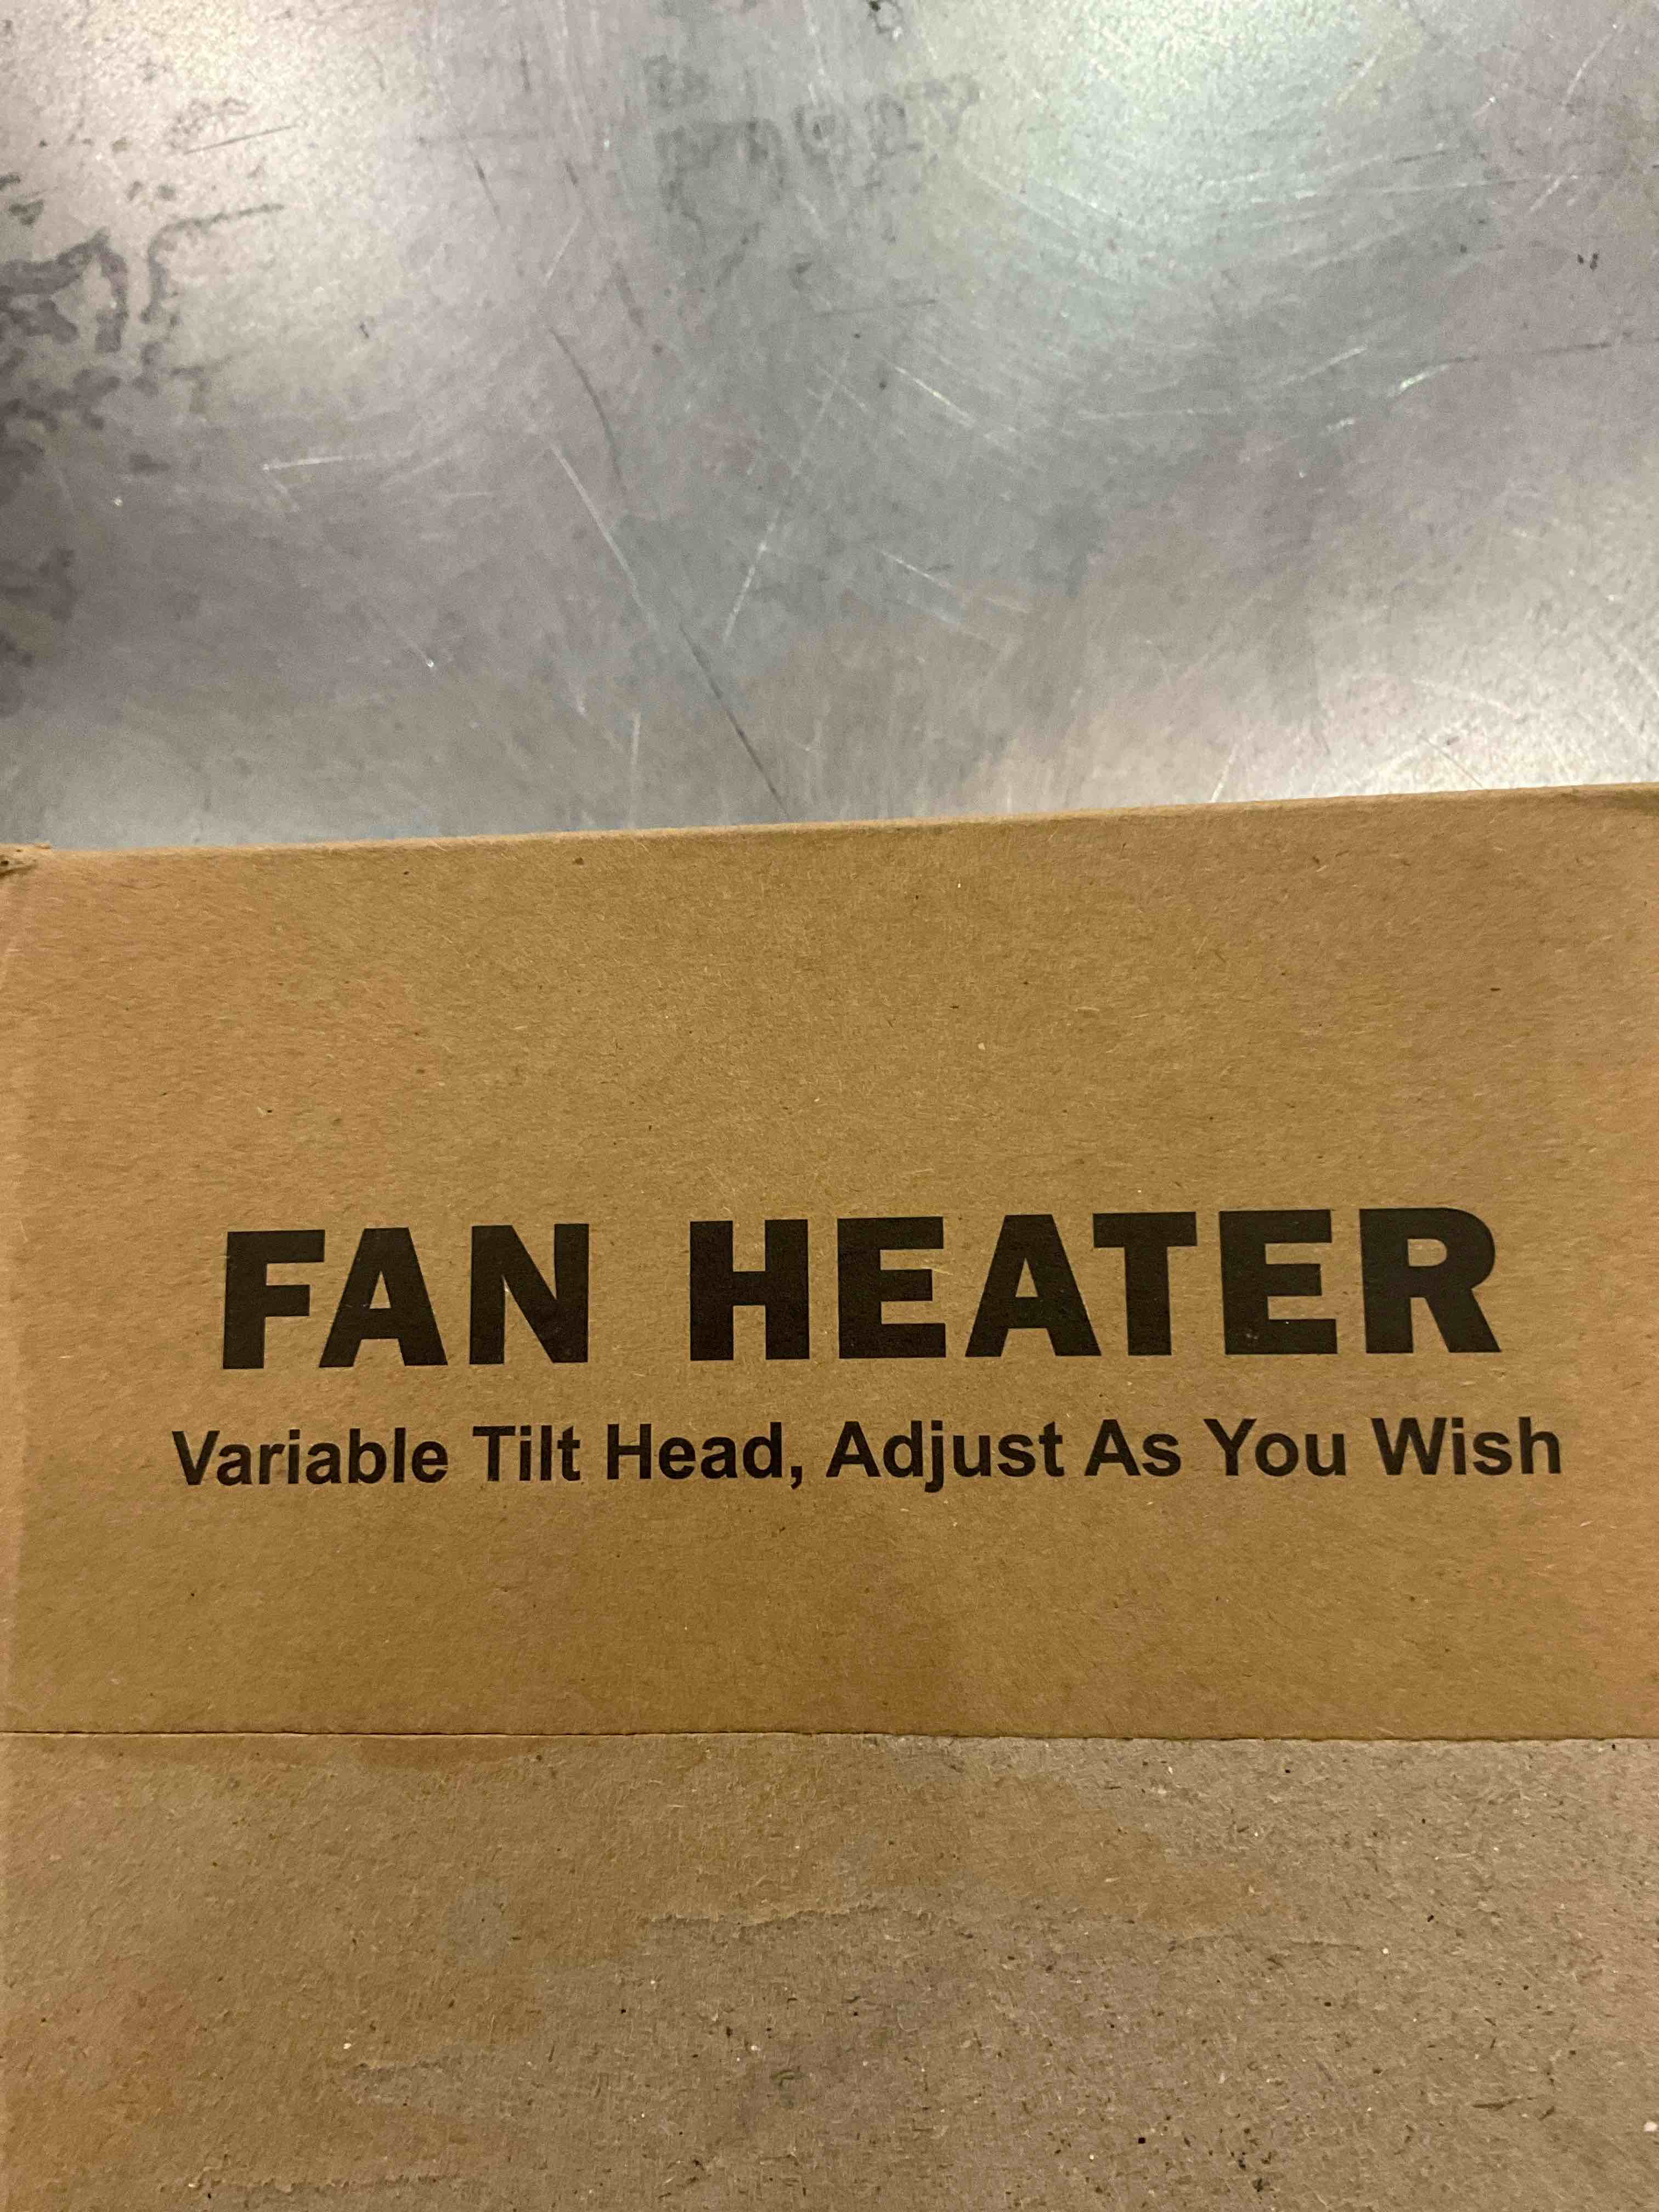 FAN HEATER
Variable Tilt Head, Adjust As You Wish